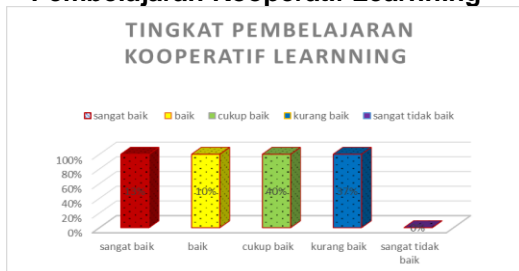 Pembelajaran Kooperatif Learnning
TINGKAT PEMBELAJARAN
KOOPERATIF LEARNNING
sangat baik baik cukup baik kurang baik sangat tidak baik
100%
80%
60%
40%
20%
0%
10% 40%
0%
sangat baik baik cukup baik kurang baik sangat tidak
baik